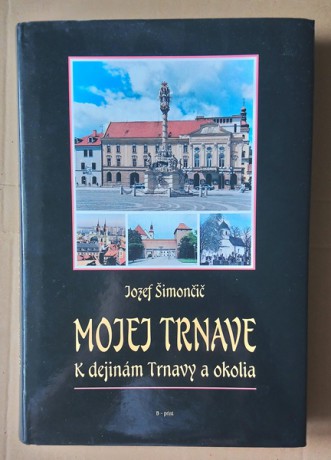 Jozef Šimončič
MOJEJ TRNAVE
K dejinám Trnavy a okolia
B-print